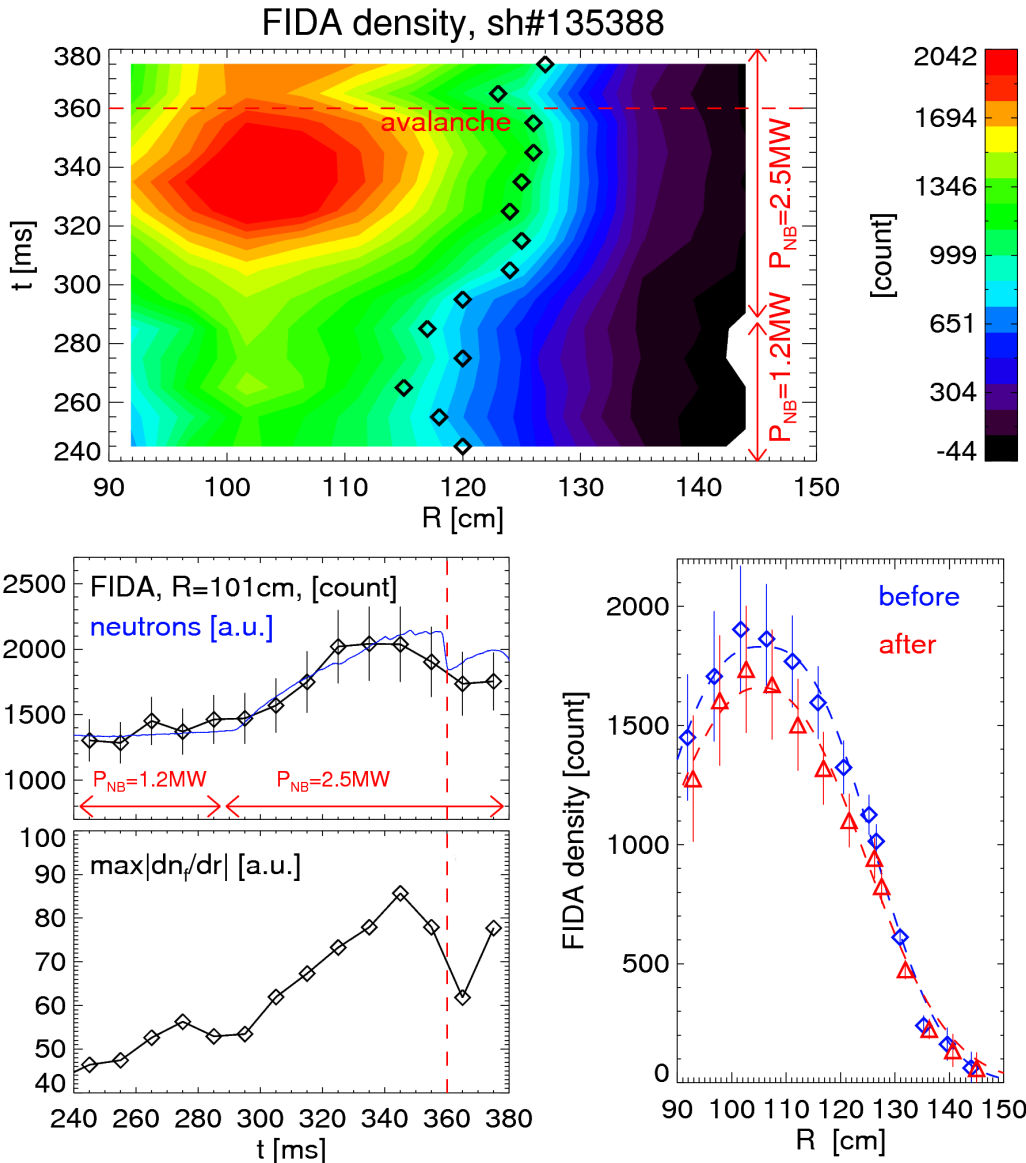 FIDA density, sh#135388
380
360
340
320
300
280
260
240
t [ms]
avalanche
P_NB=2.5MW
P_NB=1.2MW
90 100 110 120 130 140 150
R [cm]
2042
1694
1346
999
651
304
-44
[count]
2500
2000
1500
1000
FIDA, R=101cm, [count]
neutrons [a.u.]
P_NB=1.2MW
P_NB=2.5MW
100
90
80
70
60
50
40
max|dn_f/dr| [a.u.]
240 260 280 300 320 340 360 380
t [ms]
2000
1500
1000
500
0
FIDA density [count]
before
after
90 100 110 120 130 140 150
R [cm]